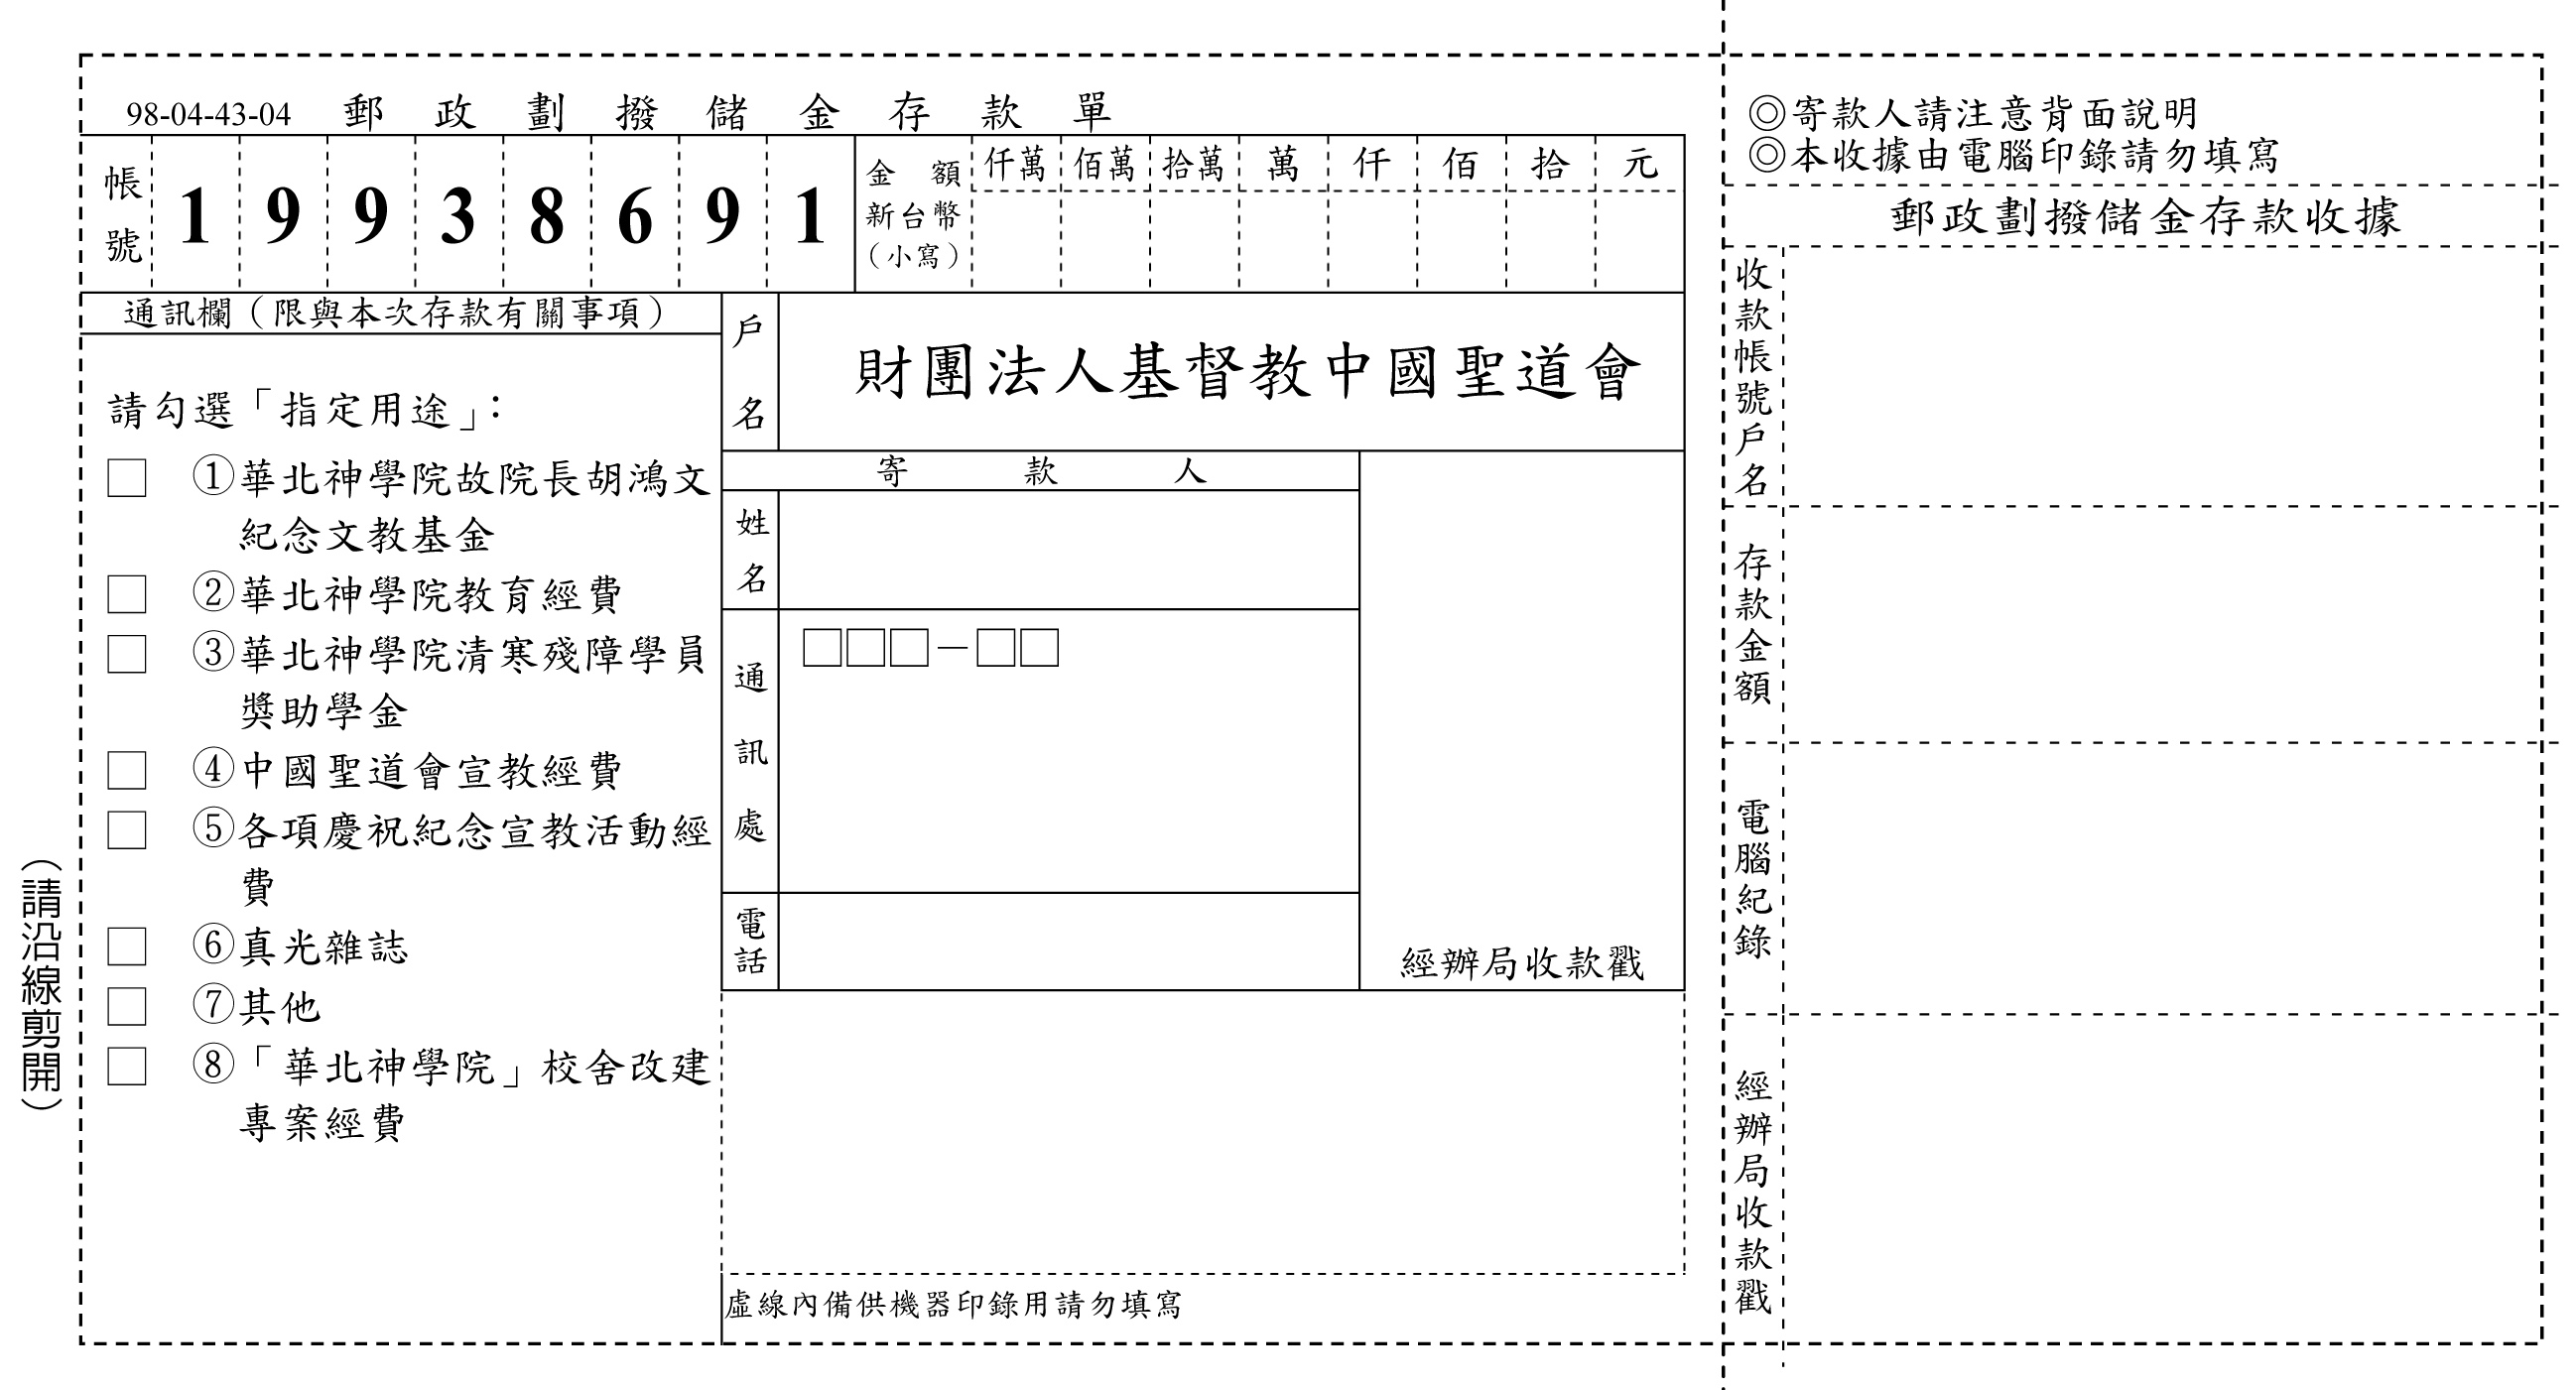 98-04-43-04 郵政劃撥儲金存款單
帳號 1 9 9 3 8 6 9 1
金額 新台幣 （小寫） 仟萬 佰萬 拾萬 萬 仟 佰 拾 元
通訊欄（限與本次存款有關事項）
請勾選「指定用途」：
□ ①華北神學院故院長胡鴻文
紀念文教基金
□ ②華北神學院教育經費
□ ③華北神學院清寒殘障學員
獎助學金
□ ④中國聖道會宣教經費
□ ⑤各項慶祝紀念宣教活動經
費
□ ⑥真光雜誌
□ ⑦其他
□ ⑧「華北神學院」校舍改建
專案經費
戶名 財團法人基督教中國聖道會
寄款人
姓名
通訊處 □□□－□□
電話
經辦局收款戳
虛線內備供機器印錄用請勿填寫
◎寄款人請注意背面說明
◎本收據由電腦印錄請勿填寫
郵政劃撥儲金存款收據
收款帳號戶名
存款金額
電腦紀錄
經辦局收款戳
（請沿線剪開）